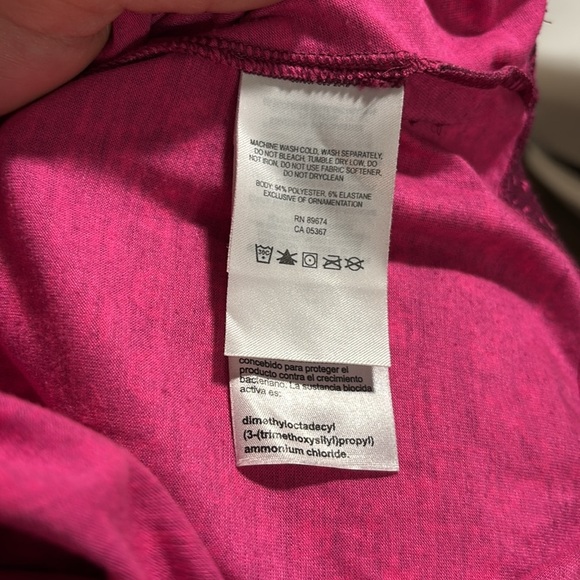 MACHINE WASH COLD, WASH SEPARATELY,
DO NOT BLEACH, TUMBLE DRY LOW, DO
NOT IRON, DO NOT USE FABRIC SOFTENER,
DO NOT DRYCLEAN
BODY: 94% POLYESTER, 6% ELASTANE
EXCLUSIVE OF ORNAMENTATION
RN 89674
CA 05367
30C
concebido para proteger el
producto contra el crecimiento
bacteriano. La sustancia biocida
activa es:
dimethyloctadacyl
(3-(trimethoxysilyl)propyl)
ammonium chloride.